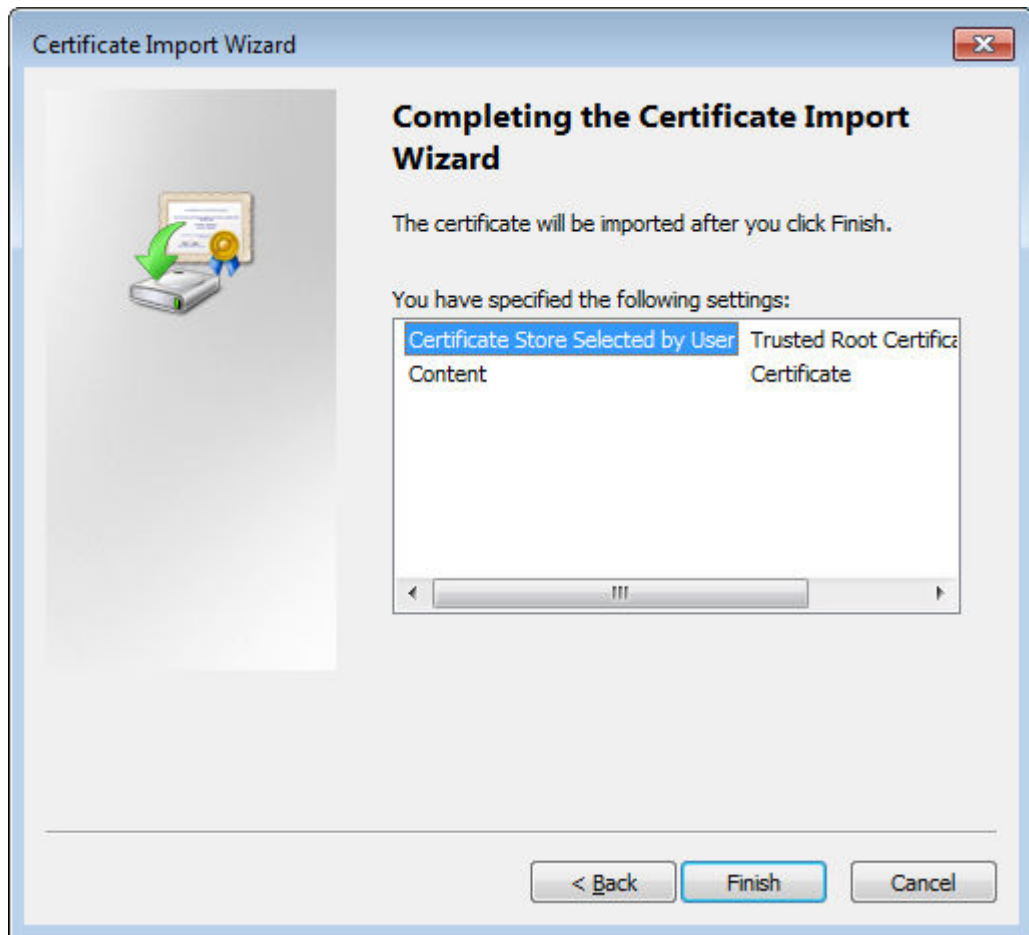 Certificate Import Wizard
Completing the Certificate Import
Wizard
The certificate will be imported after you click Finish.
You have specified the following settings:
Certificate Store Selected by User Trusted Root Certifica
Content Certificate
< Back Finish Cancel